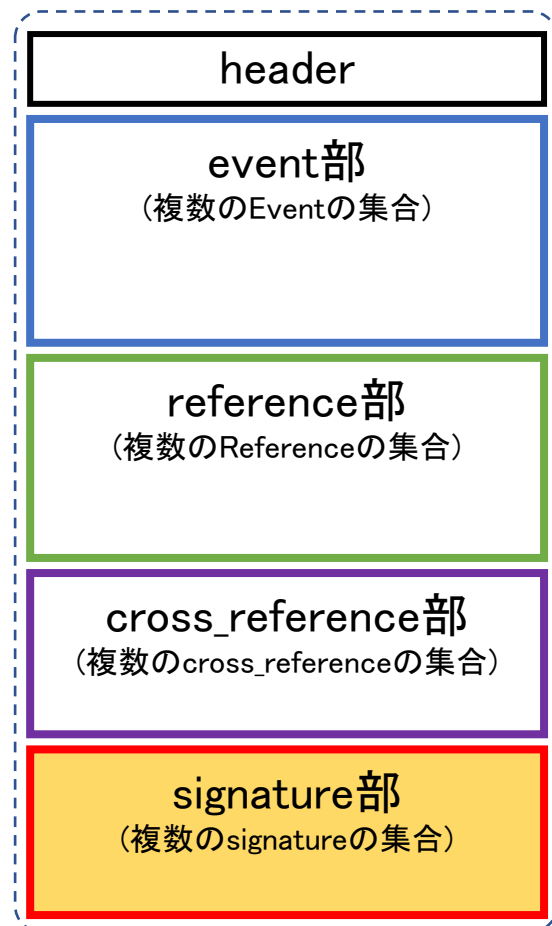 header
event部
(複数のEventの集合)
reference部
(複数のReferenceの集合)
cross_reference部
(複数のcross_referenceの集合)
signature部
(複数のsignatureの集合)